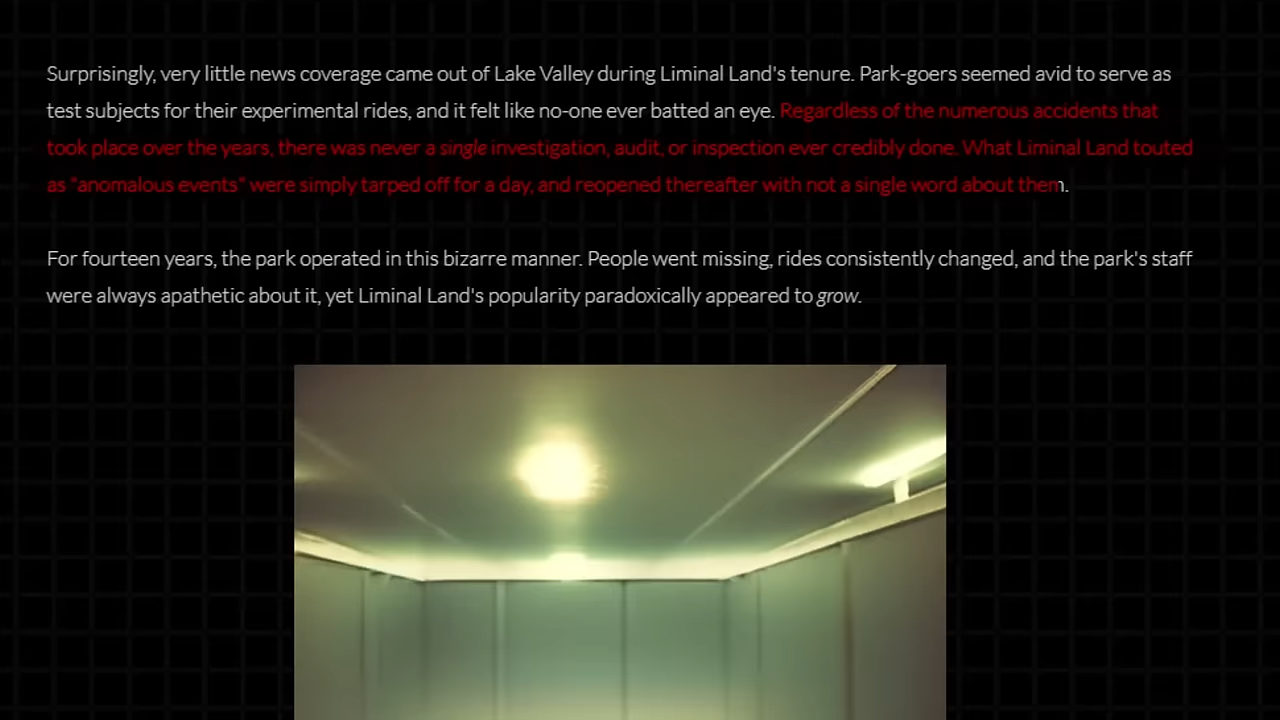 Surprisingly, very little news coverage came out of Lake Valley during Liminal Land's tenure. Park-goers seemed avid to serve as
test subjects for their experimental rides, and it felt like no-one ever batted an eye. Regardless of the numerous accidents that
took place over the years, there was never a single investigation, audit, or inspection ever credibly done. What Liminal Land touted
as "anomalous events" were simply tarped off for a day, and reopened thereafter with not a single word about them.
For fourteen years, the park operated in this bizarre manner. People went missing, rides consistently changed, and the park's staff
were always apathetic about it, yet Liminal Land's popularity paradoxically appeared to grow.